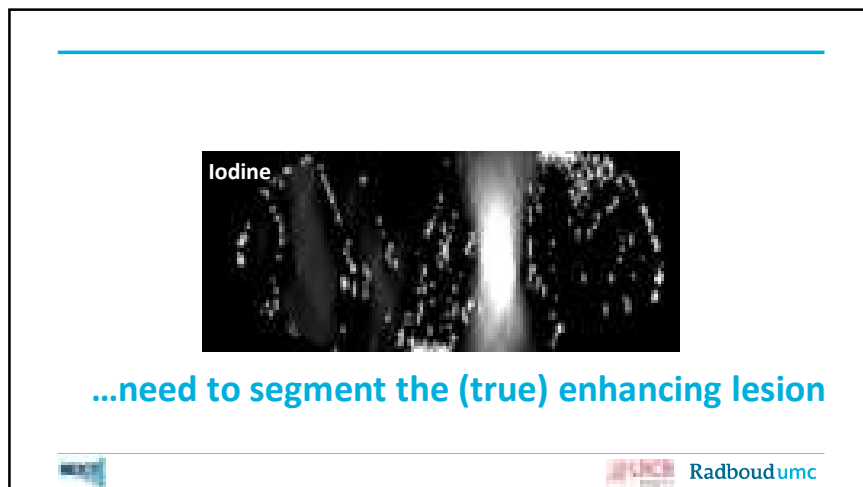 Iodine
...need to segment the (true) enhancing lesion
Radboudumc